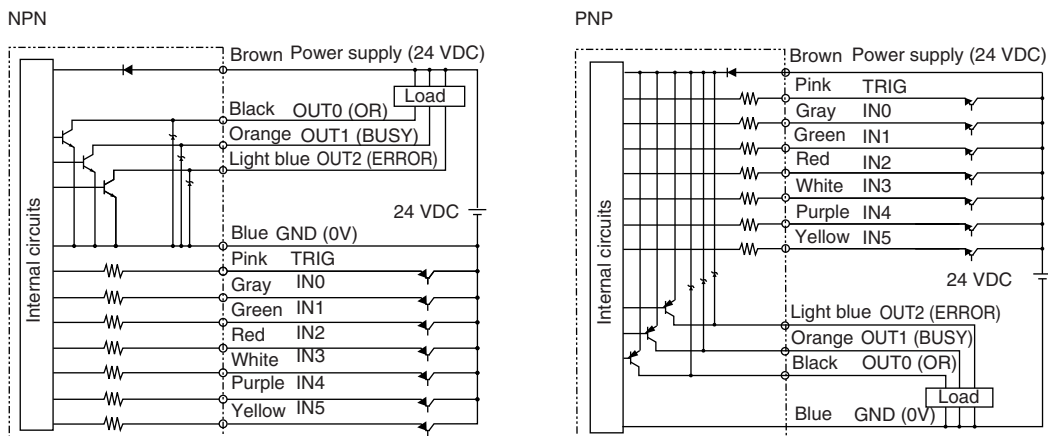 NPN
Brown Power supply (24 VDC)
Load
Black OUT0 (OR)
Orange OUT1 (BUSY)
Light blue OUT2 (ERROR)
24 VDC
Blue GND (0V)
Pink TRIG
Gray IN0
Green IN1
Red IN2
White IN3
Purple IN4
Yellow IN5
Internal circuits
PNP
Brown Power supply (24 VDC)
Pink TRIG
Gray IN0
Green IN1
Red IN2
White IN3
Purple IN4
Yellow IN5
24 VDC
Internal circuits
Light blue OUT2 (ERROR)
Orange OUT1 (BUSY)
Black OUT0 (OR)
Load
Blue GND (0V)